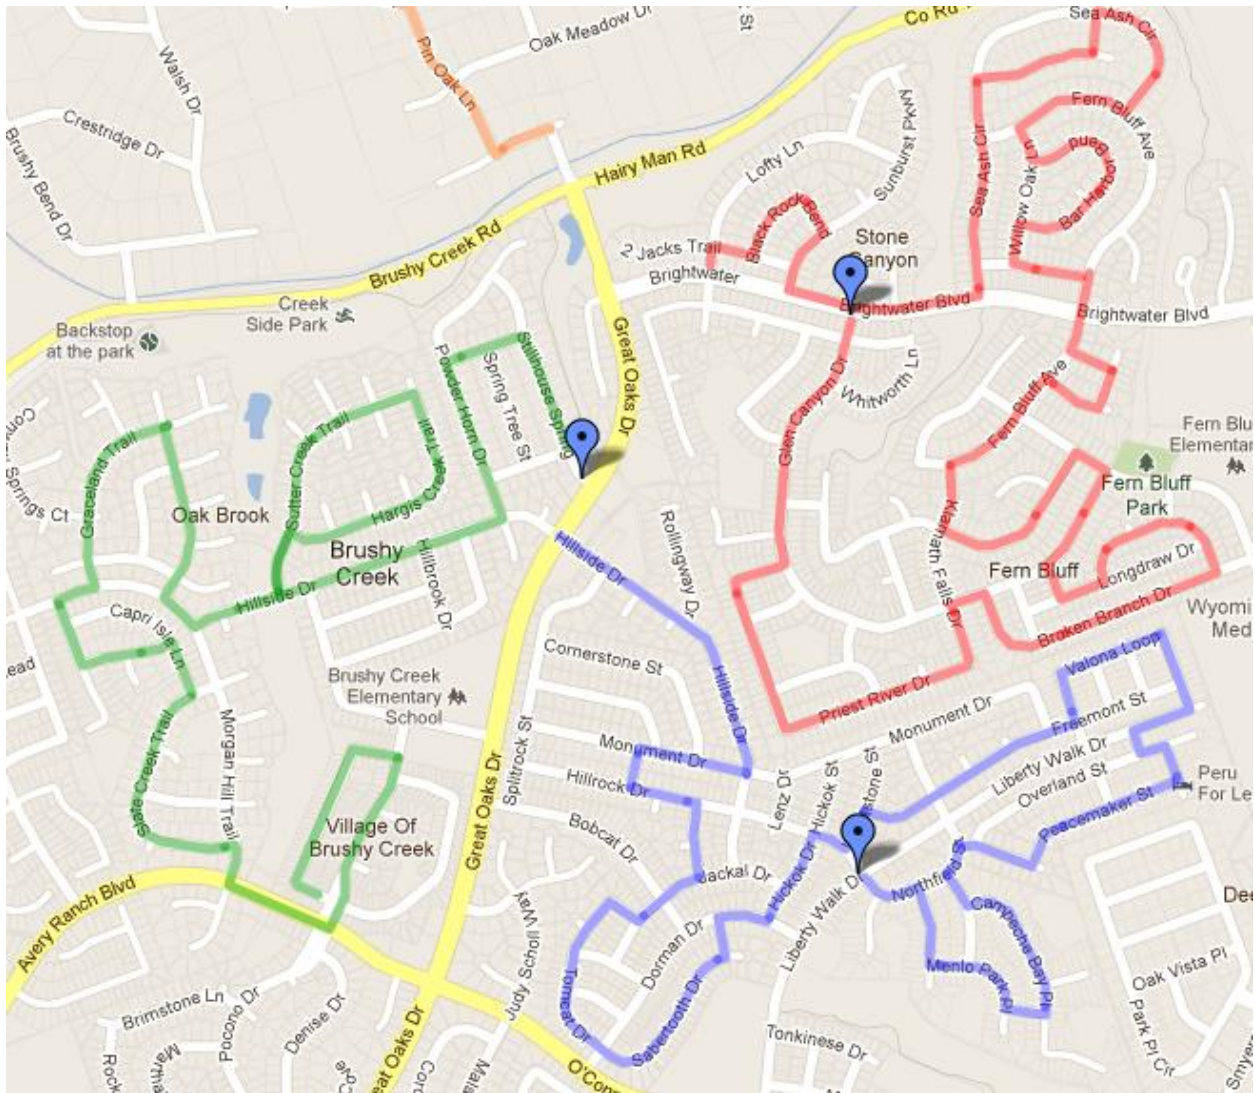 Oak Meadow Dr
Co Rd
Sea Ash Cir
Walsh Dr
Pin Oak Ln
Crestridge Dr
Brushy Bend Dr
Hairy Man Rd
Lofty Ln
Sunburst Pkwy
Fern Bluff Ave
Bar Harbor Bend
Sea Ash Cir
Willow Oak Ln
Black Rock Bend
Jacks Trail
Stone
Canyon
Brushy Creek Rd
Brightwater
Brightwater Blvd
Brightwater Blvd
Creek
Side Park
Backstop
at the park
Great Oaks Dr
Stillhouse Spring
Spring Tree St
Powder Horn Dr
Glen Canyon Dr
Whitworth Ln
Fern Bluff Ave
Graceland Trail
Sutter Creek Trail
Hargis Creek Trail
Springs Ct
Oak Brook
Brushy
Creek
Fern Blu
Elementar
Fern Bluff
Park
Rollingway Dr
Klamath Falls Dr
Fern Bluff
Longdraw Dr
Broken Branch Dr
Hillside Dr
Hillside Dr
Hillbrook Dr
Capri Isle Ln
Wyomi
Med
Cornerstone St
Valona Loop
Brushy Creek
Elementary
School
Hillside Dr
Priest River Dr
Monument Dr
Freemont St
Splitrock St
Monument Dr
Hillrock Dr
Liberty Walk Dr
Overland St
Peru
For Le
Slate Creek Trail
Morgan Hill Trail
Great Oaks Dr
Lenz Dr
Hickok St
stone St
Peacemaker St
Village Of
Brushy Creek
Bobcat Dr
Jackal Dr
Hickok Dr
Liberty Walk D
Northfield St
Avery Ranch Blvd
Judy Scholl Way
Dorman Dr
Campeche Bay Pl
Dee
Menlo Park Pl
Oak Vista Pl
Tomcat Dr
Sabertooth Dr
Brimstone Ln
Pocono Dr
Denise Dr
Great Oaks Dr
Park Pl Cir
Tonkinese Dr
O'Conn
Rock
Martha
Smyers